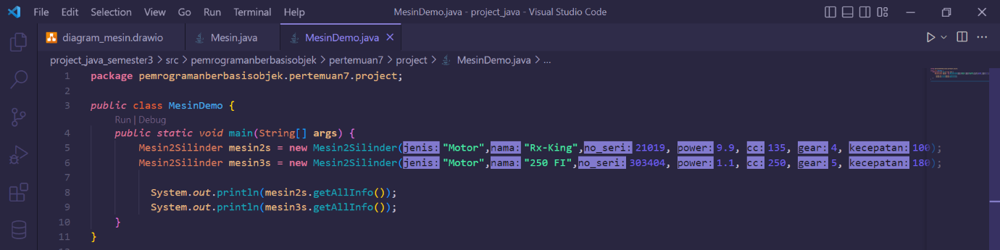 File Edit Selection View Go Run Terminal Help MesinDemo.java - project_java - Visual Studio Code
diagram_mesin.drawio Mesin.java MesinDemo.java
project_java_semester3 > src > pemrogramanberbasisobjek > pertemuan7 > project > MesinDemo.java > ...
1 package pemrogramanberbasisobjek.pertemuan7.project;
2
3 public class MesinDemo {
Run | Debug
4 public static void main(String[] args) {
5 Mesin2Silinder mesin2s = new Mesin2Silinder(jenis: "Motor",nama: "Rx-King",no_seri: 21019, power: 9.9, cc: 135, gear: 4, kecepatan: 100);
6 Mesin2Silinder mesin3s = new Mesin2Silinder(jenis: "Motor",nama: "250 FI",no_seri: 303404, power: 1.1, cc: 250, gear: 5, kecepatan: 180);
7
8 System.out.println(mesin2s.getAllInfo());
9 System.out.println(mesin3s.getAllInfo());
10 }
11 }